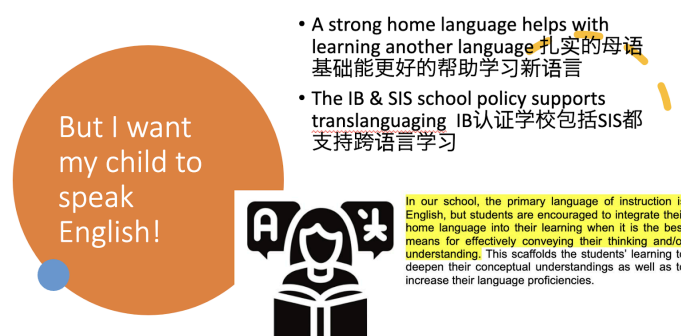 But I want
my child to
speak
English!
• A strong home language helps with
learning another language 扎实的母语
基础能更好的帮助学习新语言
• The IB & SIS school policy supports
translanguaging IB认证学校包括SIS都
支持跨语言学习
A
In our school, the primary language of instruction i
English, but students are encouraged to integrate thei
home language into their learning when it is the bes
means for effectively conveying their thinking and/o
understanding. This scaffolds the students' learning t
deepen their conceptual understandings as well as t
increase their language proficiencies.